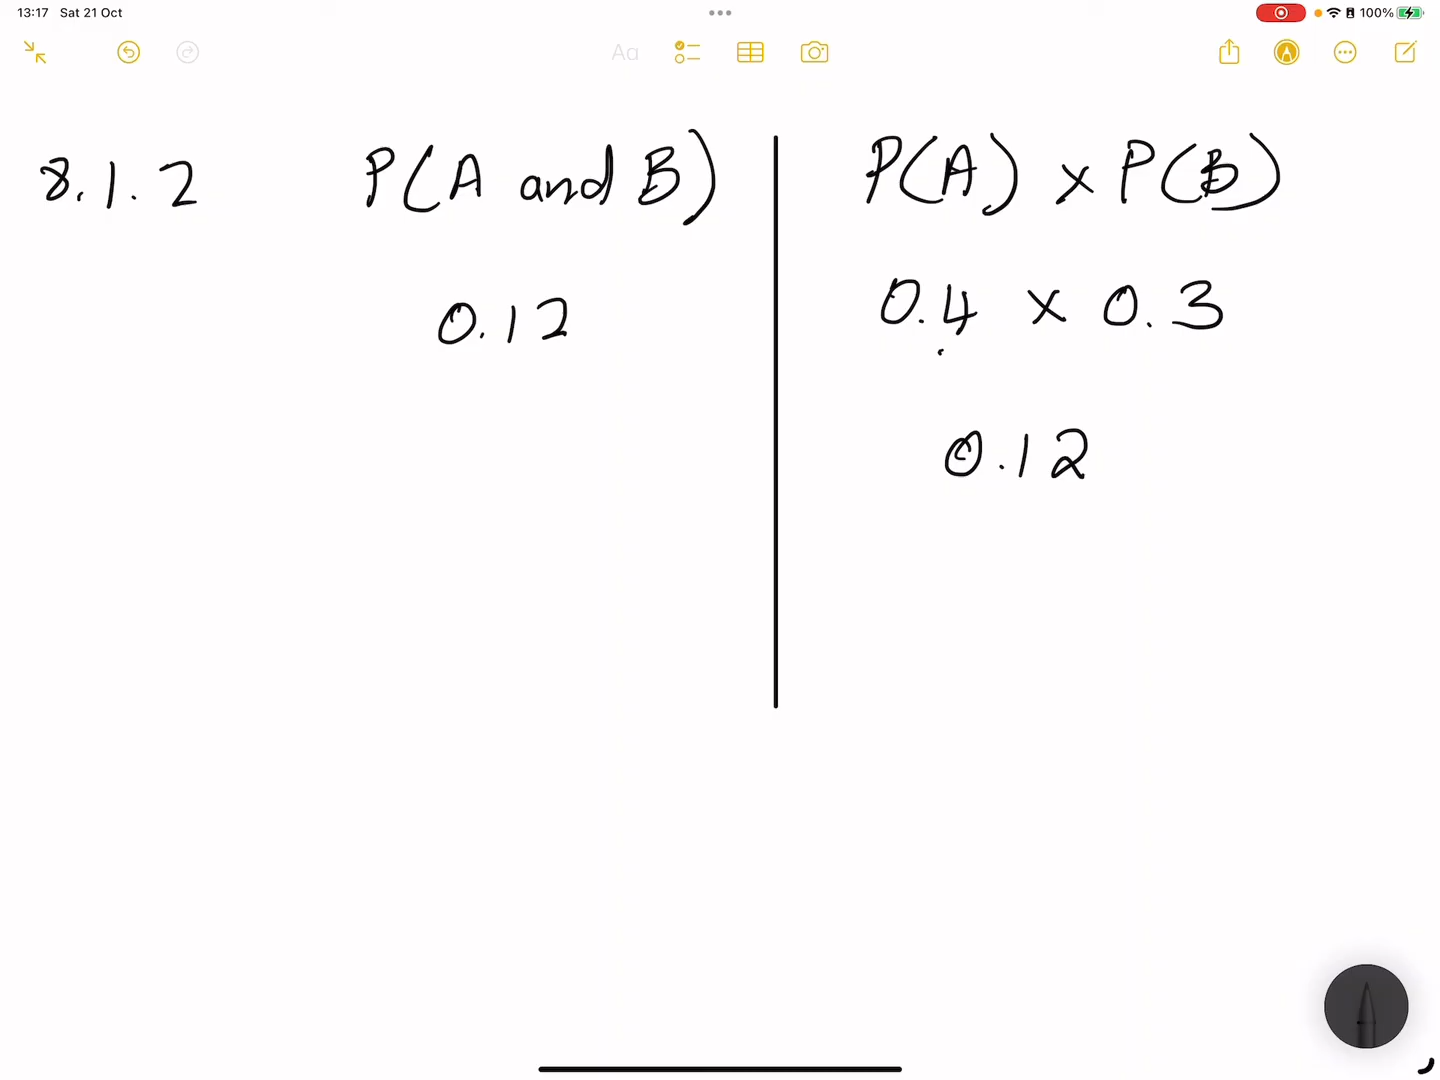 13:17 Sat 21 Oct
100%
Aa
8.1.2 P(A and B) P(A) x P(B)
0.12 0.4 x 0.3
0.12